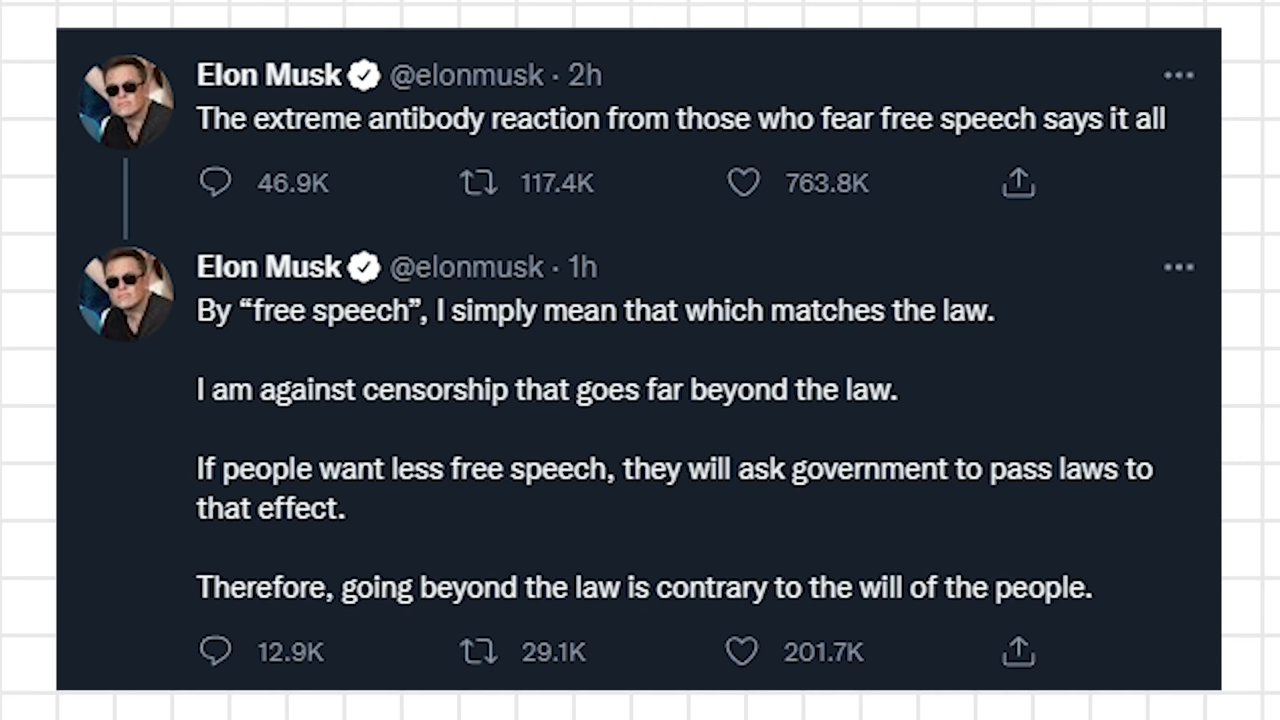 Elon Musk @elonmusk · 2h
The extreme antibody reaction from those who fear free speech says it all
46.9K 117.4K 763.8K
Elon Musk @elonmusk · 1h
By “free speech”, I simply mean that which matches the law.
I am against censorship that goes far beyond the law.
If people want less free speech, they will ask government to pass laws to
that effect.
Therefore, going beyond the law is contrary to the will of the people.
12.9K 29.1K 201.7K